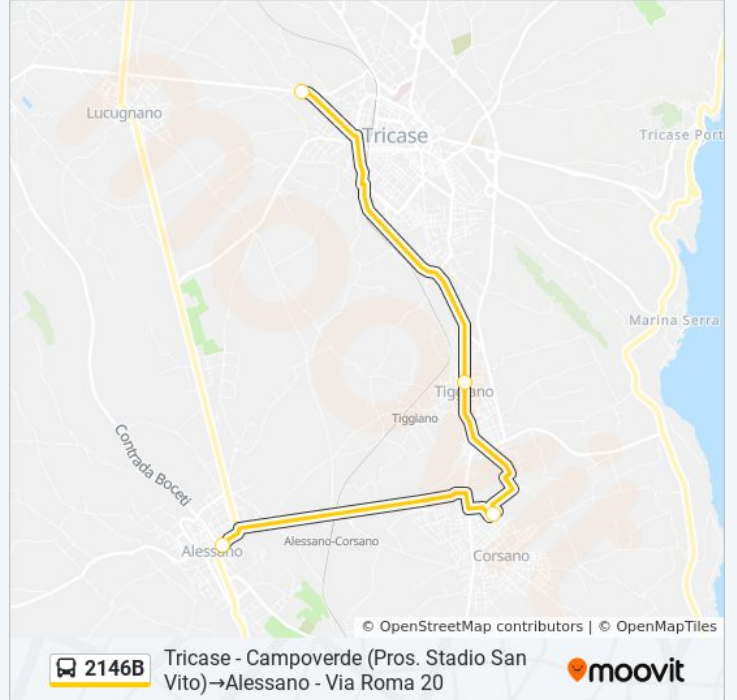 Lucugnano
Tricase
Tricase Port
Marina Serra
Tiggiano
Tiggiano
Contrada Boceti
Alessano
Alessano-Corsano
Corsano
© OpenStreetMap contributors | © OpenMapTiles
2146B
Tricase - Campoverde (Pros. Stadio San
Vito)→Alessano - Via Roma 20
moovit